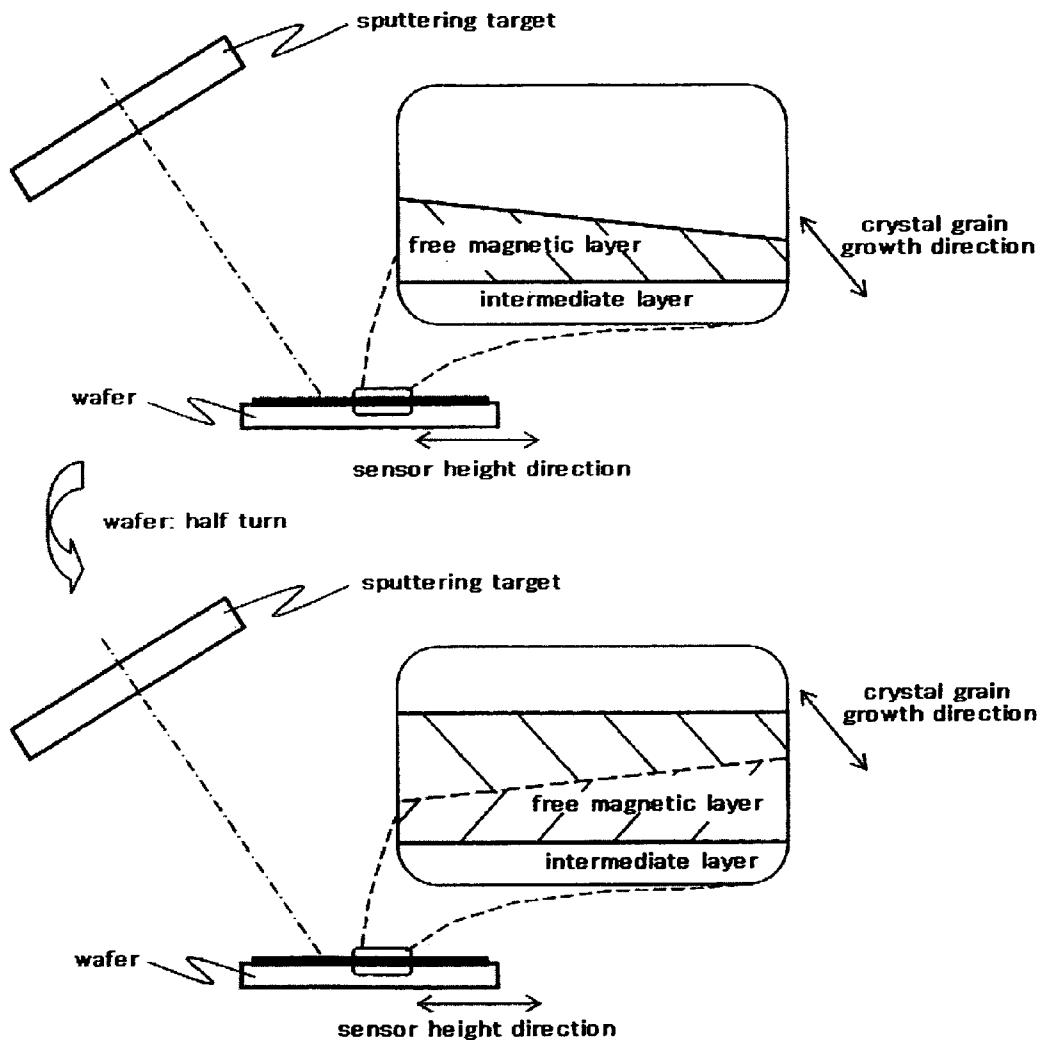 sputtering target
crystal grain
growth direction
free magnetic layer
intermediate layer
wafer
sensor height direction
wafer: half turn
sputtering target
crystal grain
growth direction
free magnetic layer
intermediate layer
wafer
sensor height direction